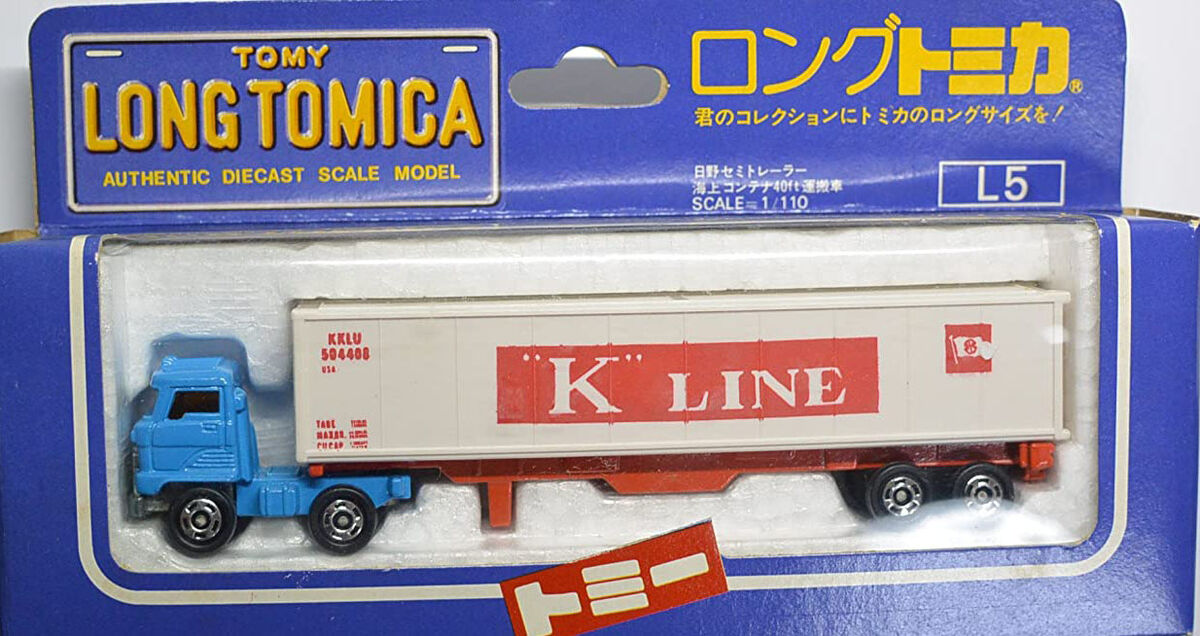 TOMY
LONG TOMICA
AUTHENTIC DIECAST SCALE MODEL
ロングトミカ®
君のコレクションにトミカのロングサイズを!
日野セミトレーラー
海上コンテナ40ft運搬車
SCALE=1/110
L5
KKLU
504408
USA
"K" LINE
K
TARE
CU.CAP.
トミー